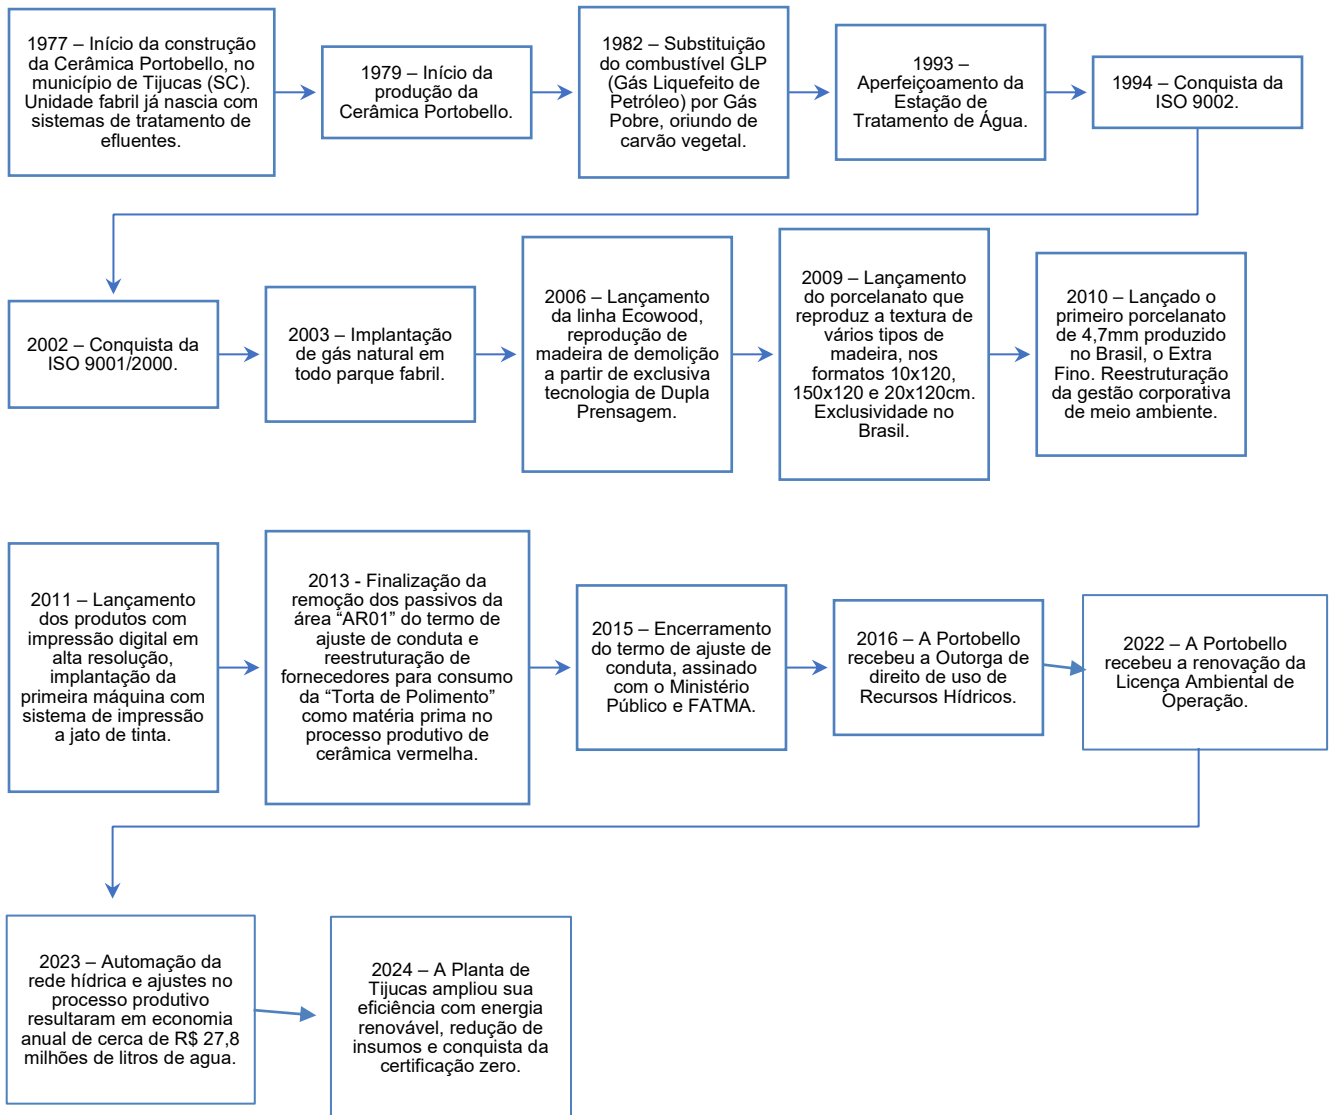 1977 – Início da construção
da Cerâmica Portobello, no
município de Tijucas (SC).
Unidade fabril já nascia com
sistemas de tratamento de
efluentes.
1979 – Início da
produção da
Cerâmica Portobello.
1982 – Substituição
do combustível GLP
(Gás Liquefeito de
Petróleo) por Gás
Pobre, oriundo de
carvão vegetal.
1993 –
Aperfeiçoamento da
Estação de
Tratamento de Água.
1994 – Conquista da
ISO 9002.
2002 – Conquista da
ISO 9001/2000.
2003 – Implantação
de gás natural em
todo parque fabril.
2006 – Lançamento
da linha Ecowood,
reprodução de
madeira de demolição
a partir de exclusiva
tecnologia de Dupla
Prensagem.
2009 – Lançamento
do porcelanato que
reproduz a textura de
vários tipos de
madeira, nos
formatos 10x120,
150x120 e 20x120cm.
Exclusividade no
Brasil.
2010 – Lançado o
primeiro porcelanato
de 4,7mm produzido
no Brasil, o Extra
Fino. Reestruturação
da gestão corporativa
de meio ambiente.
2011 – Lançamento
dos produtos com
impressão digital em
alta resolução,
implantação da
primeira máquina com
sistema de impressão
a jato de tinta.
2013 - Finalização da
remoção dos passivos da
área “AR01” do termo de
ajuste de conduta e
reestruturação de
fornecedores para consumo
da “Torta de Polimento”
como matéria prima no
processo produtivo de
cerâmica vermelha.
2015 – Encerramento
do termo de ajuste de
conduta, assinado
com o Ministério
Público e FATMA.
2016 – A Portobello
recebeu a Outorga de
direito de uso de
Recursos Hídricos.
2022 – A Portobello
recebeu a renovação da
Licença Ambiental de
Operação.
2023 – Automação da
rede hídrica e ajustes no
processo produtivo
resultaram em economia
anual de cerca de R$ 27,8
milhões de litros de agua.
2024 – A Planta de
Tijucas ampliou sua
eficiência com energia
renovável, redução de
insumos e conquista da
certificação zero.